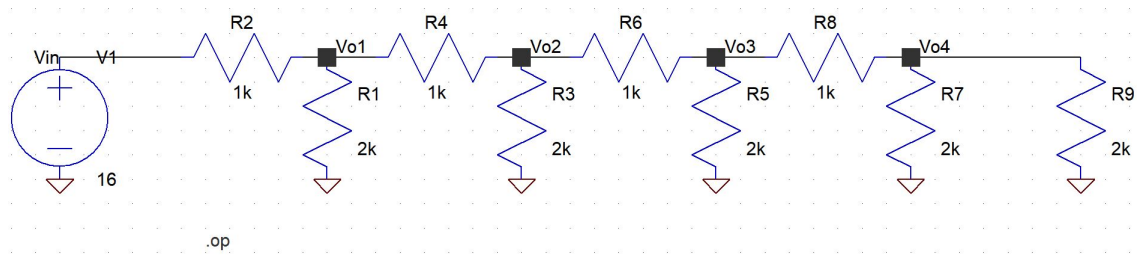 R2 R4 R6 R8
Vin V1 Vo1 Vo2 Vo3 Vo4
R1 R3 R5 R7 R9
1k 1k 1k 1k
2k 2k 2k 2k 2k
16
.op